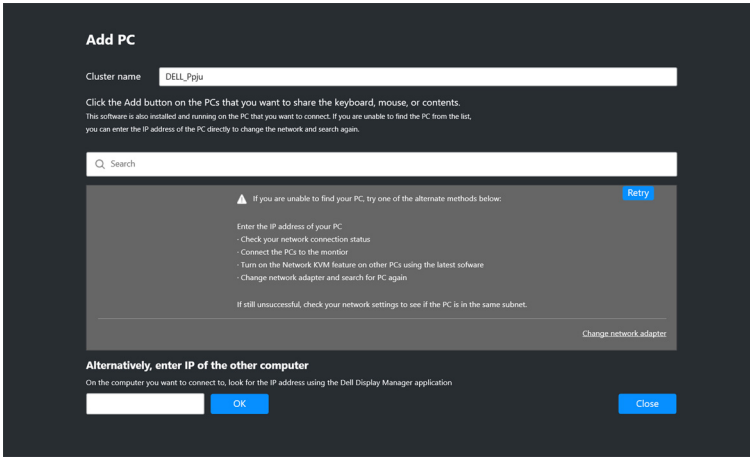 Add PC
Cluster name DELL_Ppju
Click the Add button on the PCs that you want to share the keyboard, mouse, or contents.
This software is also installed and running on the PC that you want to connect. If you are unable to find the PC from the list,
you can enter the IP address of the PC directly to change the network and search again.
Search
If you are unable to find your PC, try one of the alternate methods below:
Retry
Enter the IP address of your PC
- Check your network connection status
- Connect the PCs to the montior
- Turn on the Network KVM feature on other PCs using the latest sofware
- Change network adapter and search for PC again
If still unsuccessful, check your network settings to see if the PC is in the same subnet.
Change network adapter
Alternatively, enter IP of the other computer
On the computer you want to connect to, look for the IP address using the Dell Display Manager application
OK
Close